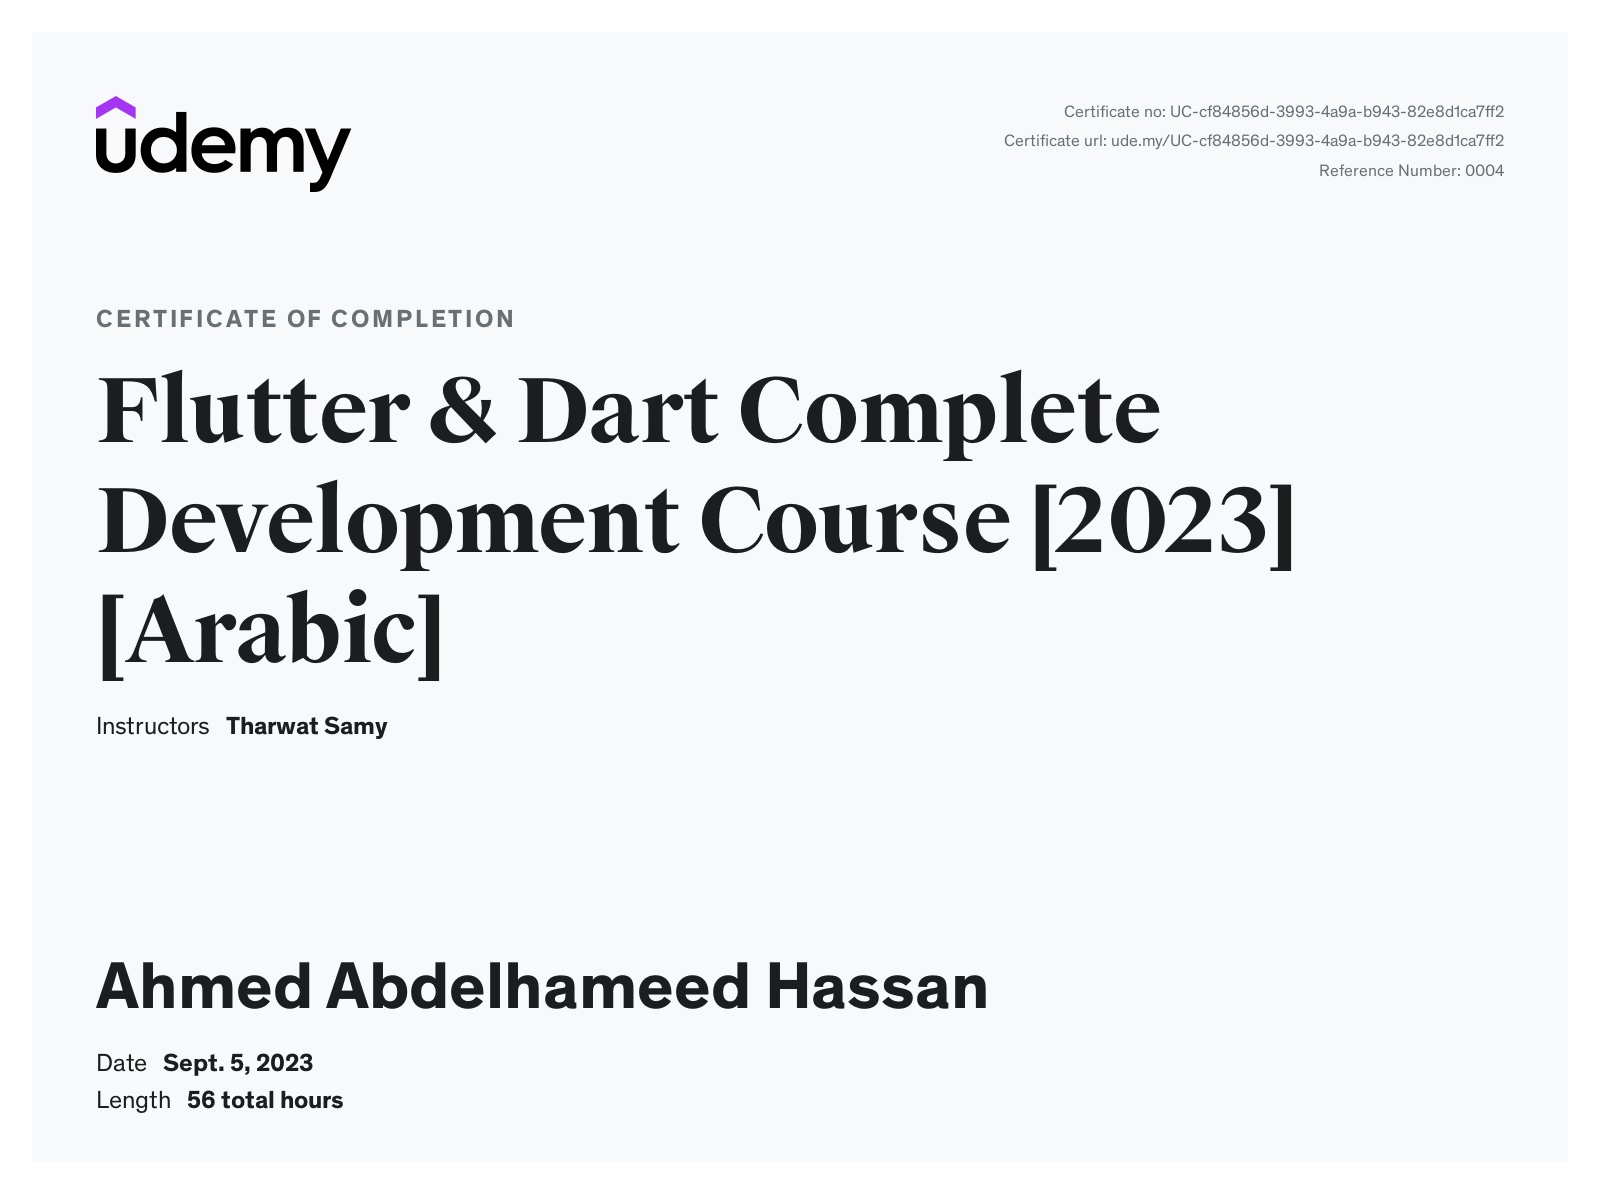 udemy
Certificate no: UC-cf84856d-3993-4a9a-b943-82e8d1ca7ff2
Certificate url: ude.my/UC-cf84856d-3993-4a9a-b943-82e8d1ca7ff2
Reference Number: 0004
CERTIFICATE OF COMPLETION
Flutter & Dart Complete
Development Course [2023]
[Arabic]
Instructors Tharwat Samy
Ahmed Abdelhameed Hassan
Date Sept. 5, 2023
Length 56 total hours